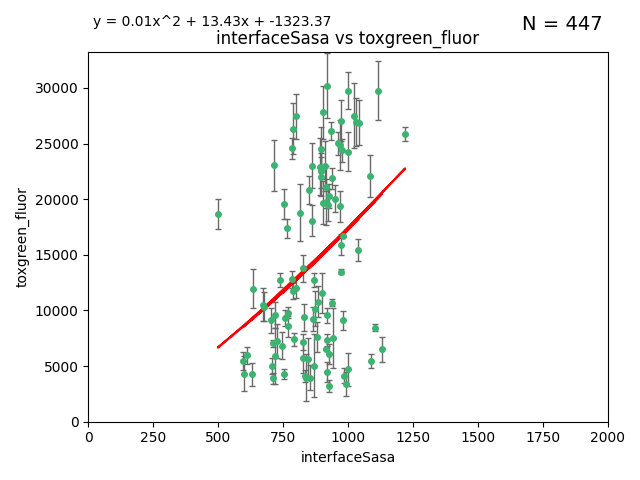 y = 0.01x^2 + 13.43x + -1323.37
N = 447
interfaceSasa vs toxgreen_fluor
30000
25000
20000
15000
10000
5000
0
toxgreen_fluor
0 250 500 750 1000 1250 1500 1750 2000
interfaceSasa